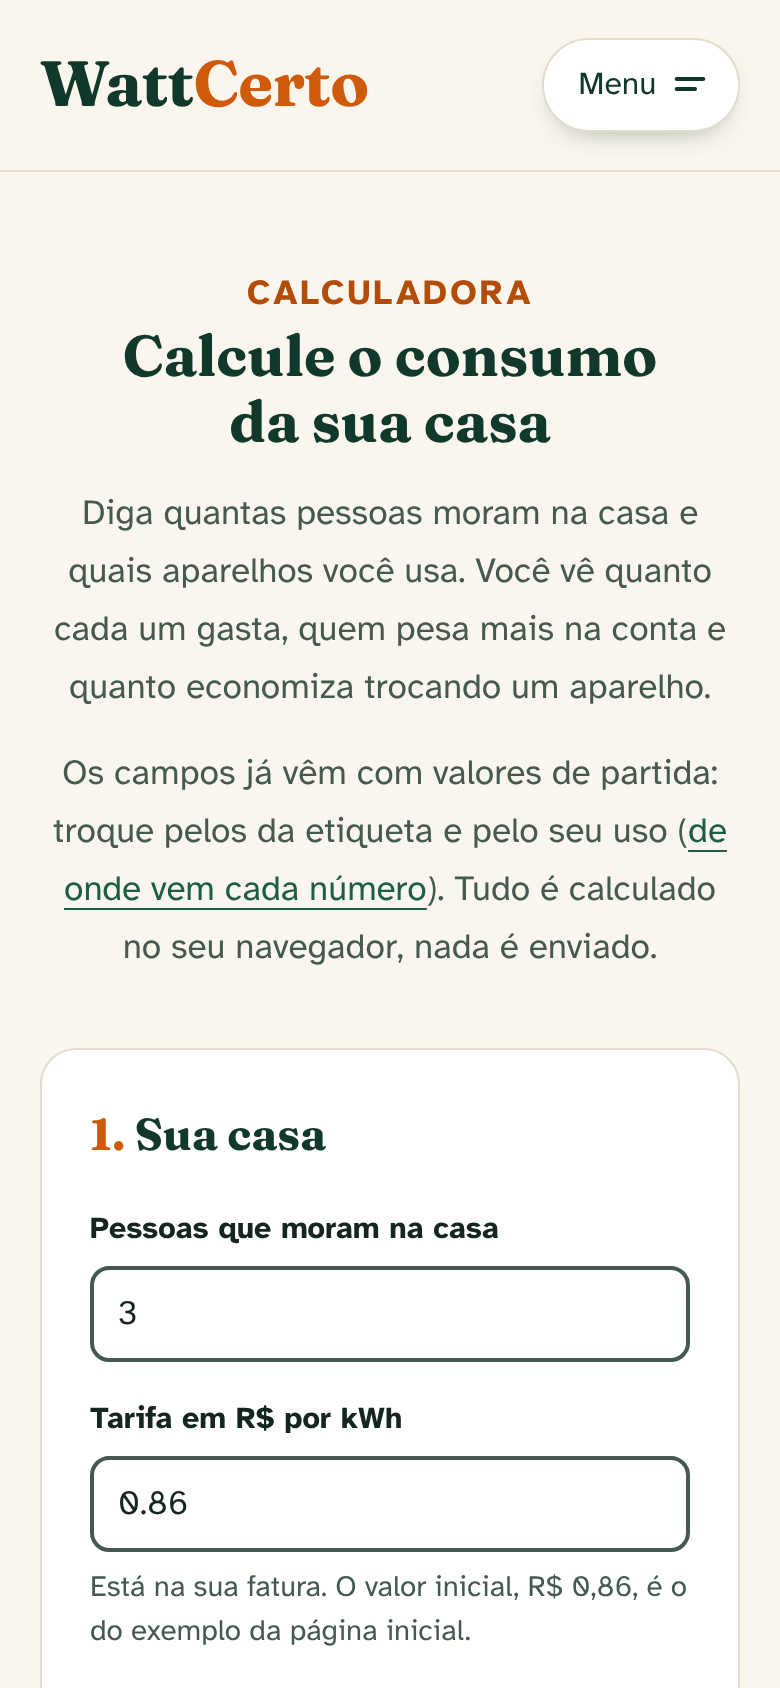 WattCerto
Menu
CALCULADORA
Calcule o consumo
da sua casa
Diga quantas pessoas moram na casa e
quais aparelhos você usa. Você vê quanto
cada um gasta, quem pesa mais na conta e
quanto economiza trocando um aparelho.
Os campos já vêm com valores de partida:
troque pelos da etiqueta e pelo seu uso (de
onde vem cada número). Tudo é calculado
no seu navegador, nada é enviado.
1. Sua casa
Pessoas que moram na casa
3
Tarifa em R$ por kWh
0.86
Está na sua fatura. O valor inicial, R$ 0,86, é o
do exemplo da página inicial.